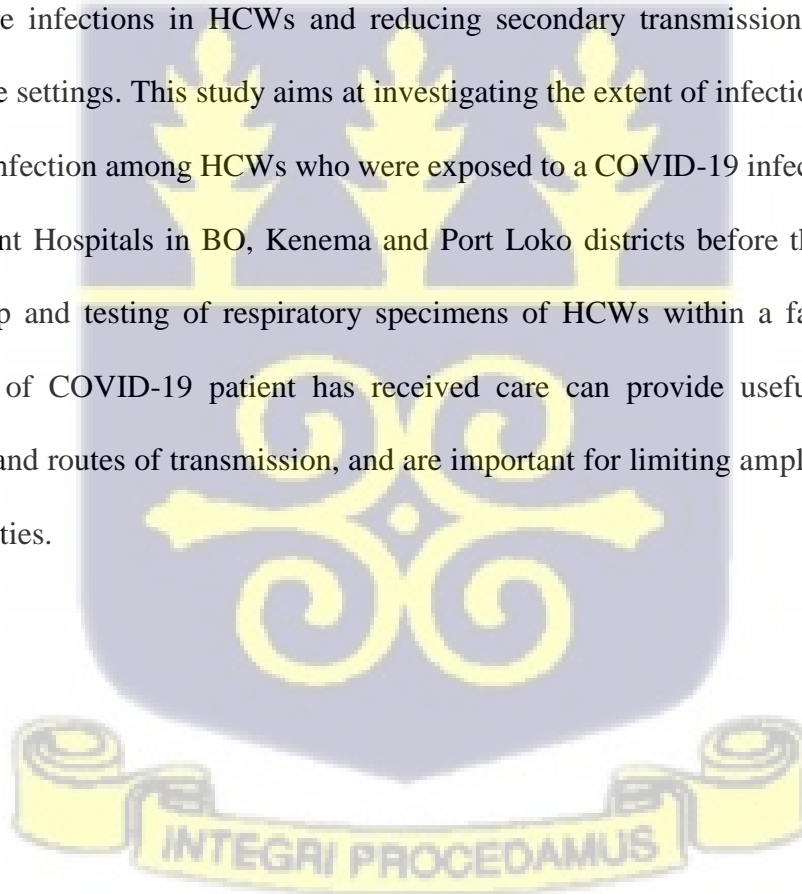 e infections in HCWs and reducing secondary transmission
e settings. This study aims at investigating the extent of infectio
nfection among HCWs who were exposed to a COVID-19 infec
nt Hospitals in BO, Kenema and Port Loko districts before th
p and testing of respiratory specimens of HCWs within a fa
of COVID-19 patient has received care can provide usefu
and routes of transmission, and are important for limiting ampl
ties.
INTEGRI PROCEDAMUS